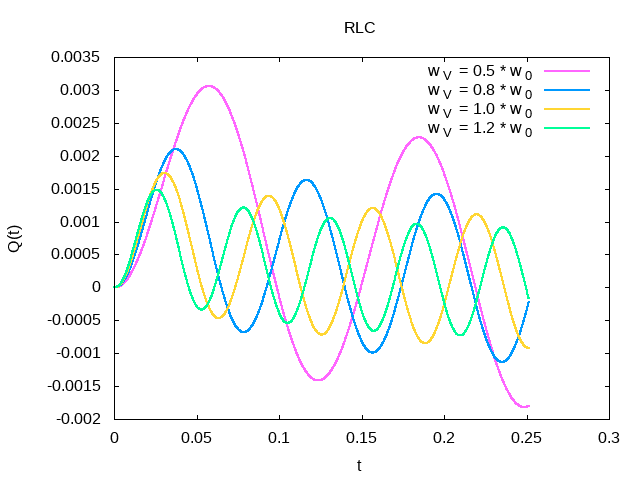 RLC
w_V = 0.5 * w_0
w_V = 0.8 * w_0
w_V = 1.0 * w_0
w_V = 1.2 * w_0
0.0035
0.003
0.0025
0.002
0.0015
0.001
0.0005
0
-0.0005
-0.001
-0.0015
-0.002
Q(t)
0 0.05 0.1 0.15 0.2 0.25 0.3
t